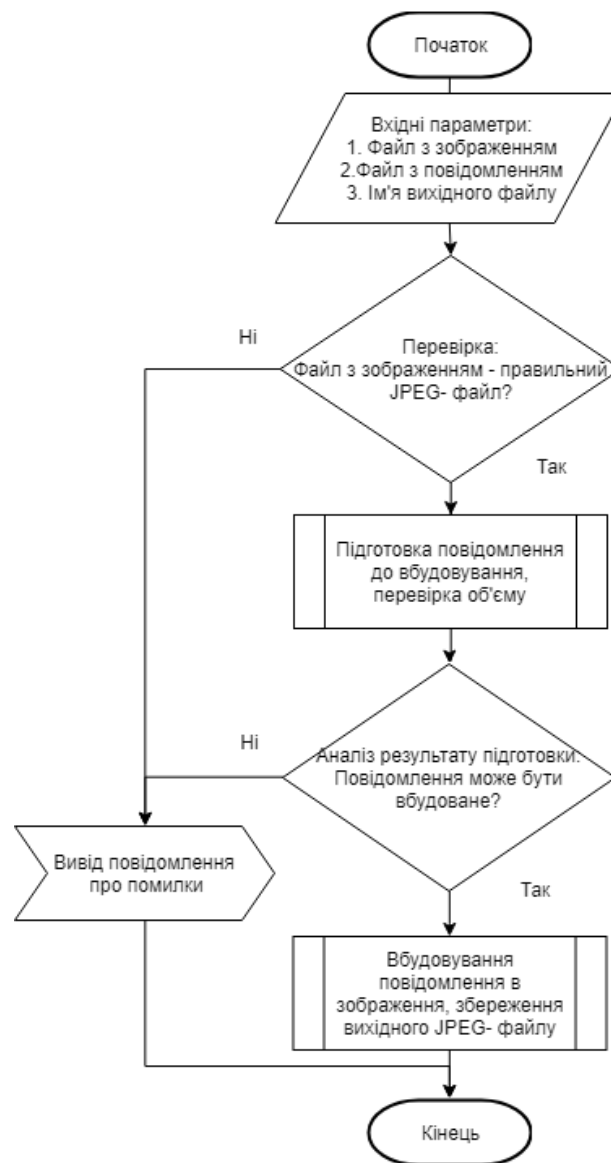 Початок
Вхідні параметри:
1. Файл з зображенням
2.Файл з повідомленням
3. Ім'я вихідного файлу
Ні
Перевірка:
Файл з зображенням - правильний
JPEG- файл?
Так
Підготовка повідомлення
до вбудовування,
перевірка об'єму
Ні
Аналіз результату підготовки:
Повідомлення може бути
вбудоване?
Вивід повідомлення
про помилки
Так
Вбудовування
повідомлення в
зображення, збереження
вихідного JPEG- файлу
Кінець